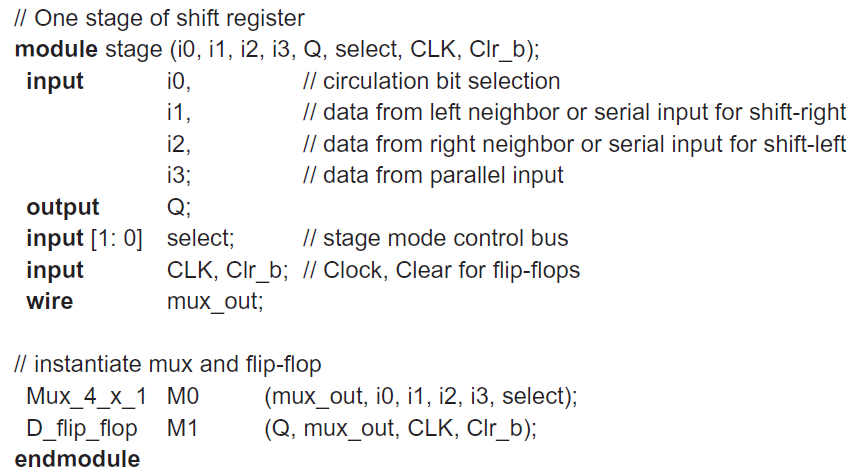 // One stage of shift register
module stage (i0, i1, i2, i3, Q, select, CLK, Clr_b);
input i0, // circulation bit selection
i1, // data from left neighbor or serial input for shift-right
i2, // data from right neighbor or serial input for shift-left
i3; // data from parallel input
output Q;
input [1: 0] select; // stage mode control bus
input CLK, Clr_b; // Clock, Clear for flip-flops
wire mux_out;
// instantiate mux and flip-flop
Mux_4_x_1 M0 (mux_out, i0, i1, i2, i3, select);
D_flip_flop M1 (Q, mux_out, CLK, Clr_b);
endmodule